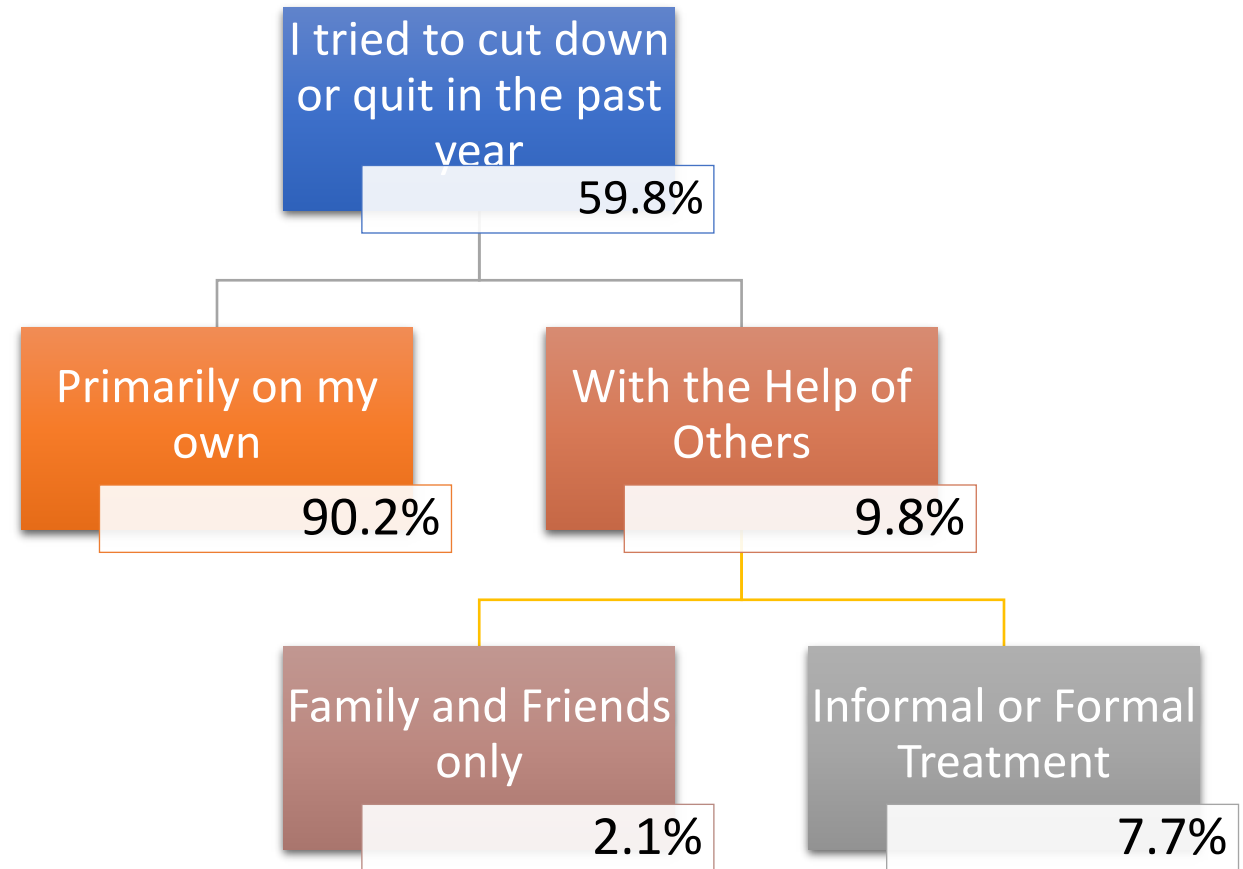 I tried to cut down
or quit in the past
year
59.8%
Primarily on my
own
90.2%
With the Help of
Others
9.8%
Family and Friends
only
2.1%
Informal or Formal
Treatment
7.7%